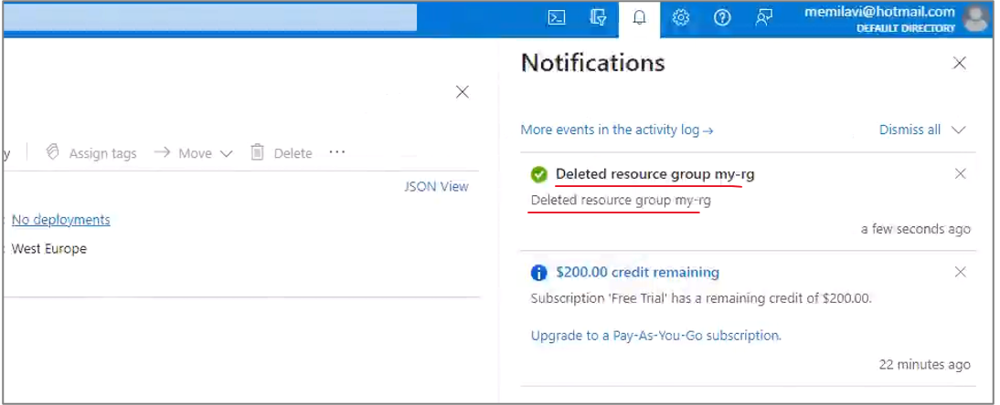 memilavi@hotmail.com
DEFAULT DIRECTORY
y Assign tags Move Delete ...
JSON View
: No deployments
: West Europe
Notifications
More events in the activity log → Dismiss all
Deleted resource group my-rg
Deleted resource group my-rg
a few seconds ago
$200.00 credit remaining
Subscription 'Free Trial' has a remaining credit of $200.00.
Upgrade to a Pay-As-You-Go subscription.
22 minutes ago